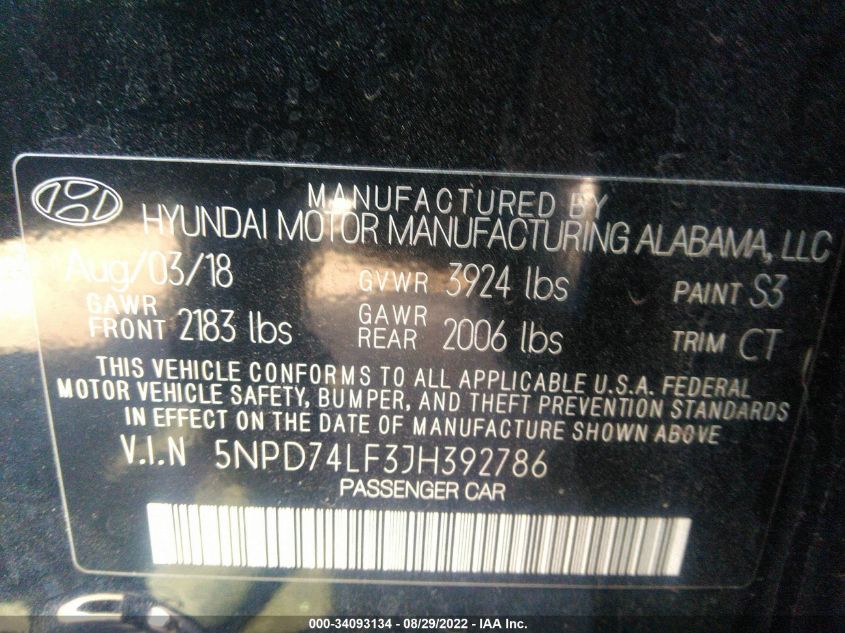 MANUFACTURED BY
HYUNDAI MOTOR MANUFACTURING ALABAMA, LLC
Aug/03/18 GVWR 3924 lbs PAINT S3
GAWR FRONT 2183 lbs GAWR REAR 2006 lbs TRIM CT
THIS VEHICLE CONFORMS TO ALL APPLICABLE U.S.A. FEDERAL
MOTOR VEHICLE SAFETY, BUMPER, AND THEFT PREVENTION STANDARDS
IN EFFECT ON THE DATE OF MANUFACTURE SHOWN ABOVE
V.I.N 5NPD74LF3JH392786
PASSENGER CAR
000-34093134 - 08/29/2022 - IAA Inc.